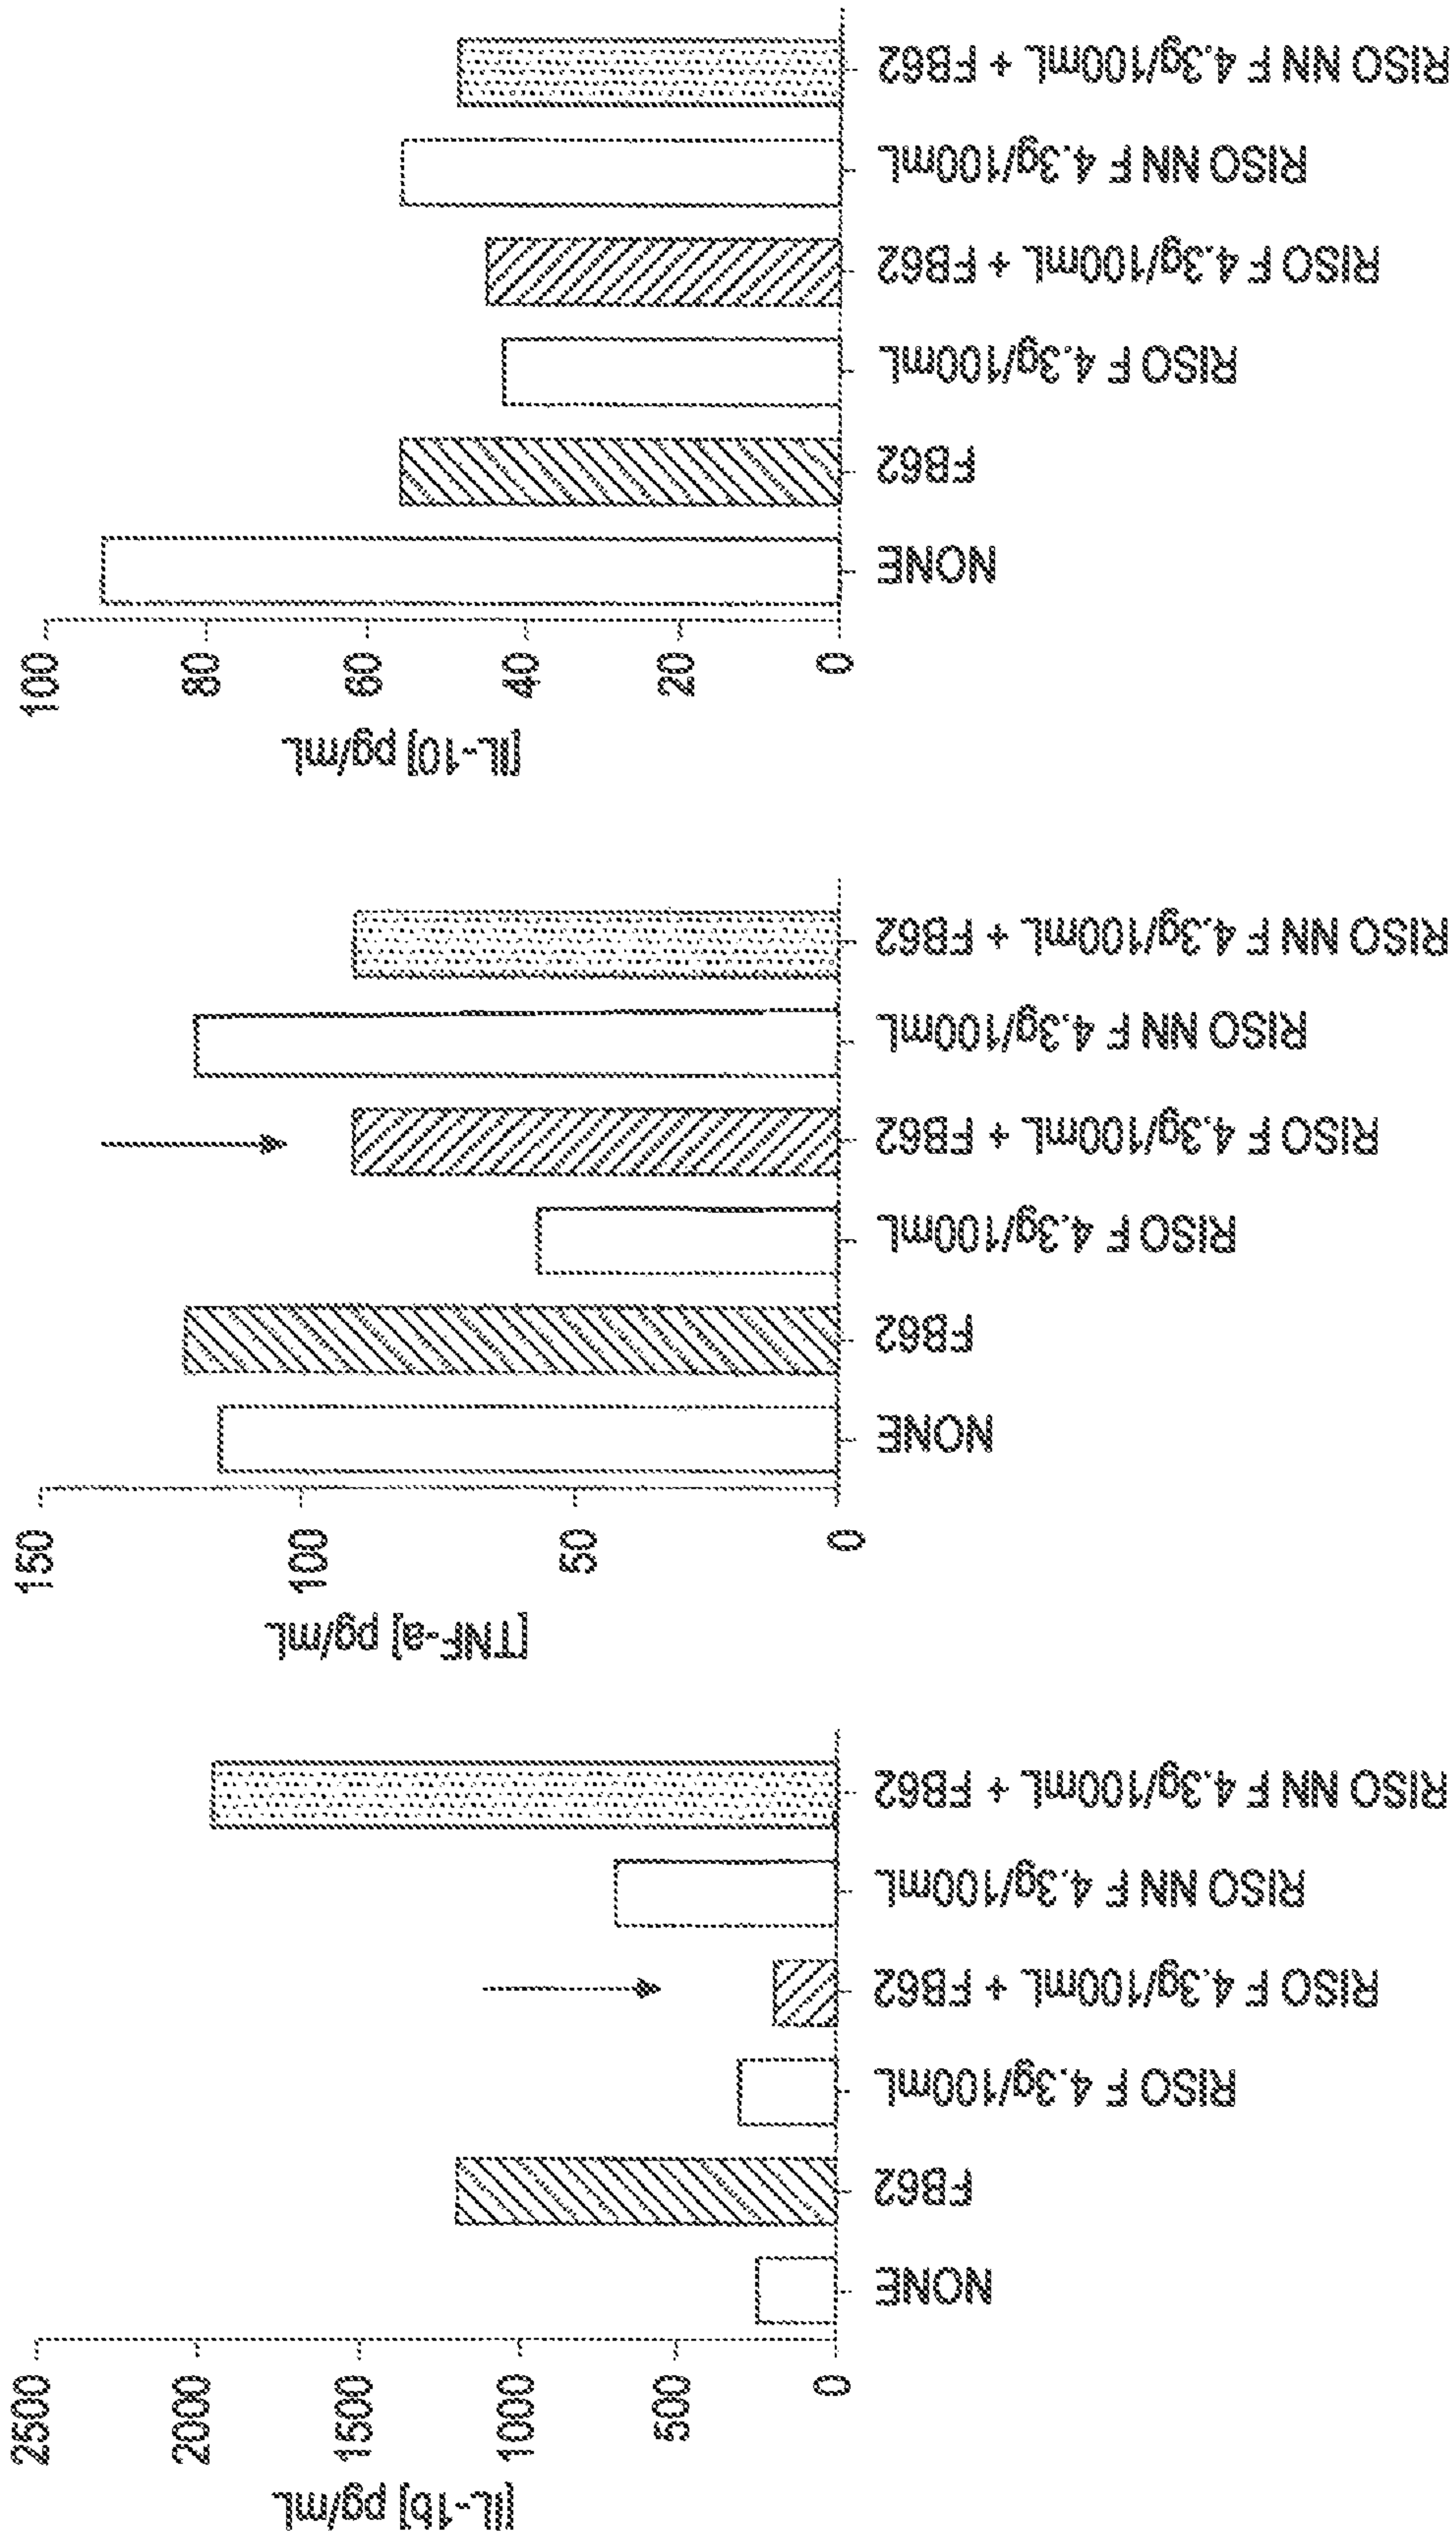 [IL-1b] pg/mL
2500
2000
1500
1000
500
0
NONE
FB62
RISO F 4.3g/100mL
RISO F 4.3g/100mL + FB62
RISO NN F 4.3g/100mL
RISO NN F 4.3g/100mL + FB62
[TNF-a] pg/mL
150
100
50
0
NONE
FB62
RISO F 4.3g/100mL
RISO F 4.3g/100mL + FB62
RISO NN F 4.3g/100mL
RISO NN F 4.3g/100mL + FB62
[IL-10] pg/mL
100
80
60
40
20
0
NONE
FB62
RISO F 4.3g/100mL
RISO F 4.3g/100mL + FB62
RISO NN F 4.3g/100mL
RISO NN F 4.3g/100mL + FB62